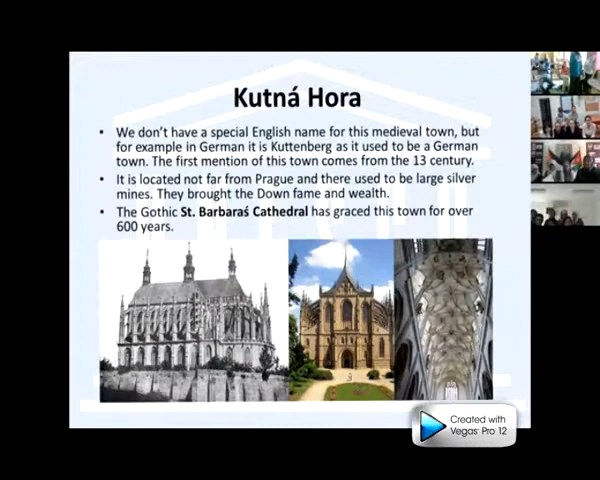 Kutná Hora
• We don't have a special English name for this medieval town, but
for example in German it is Kuttenberg as it used to be a German
town. The first mention of this town comes from the 13 century.
• It is located not far from Prague and there used to be large silver
mines. They brought the Down fame and wealth.
• The Gothic St. Barbaraś Cathedral has graced this town for over
600 years.
Created with
Vegas Pro 12